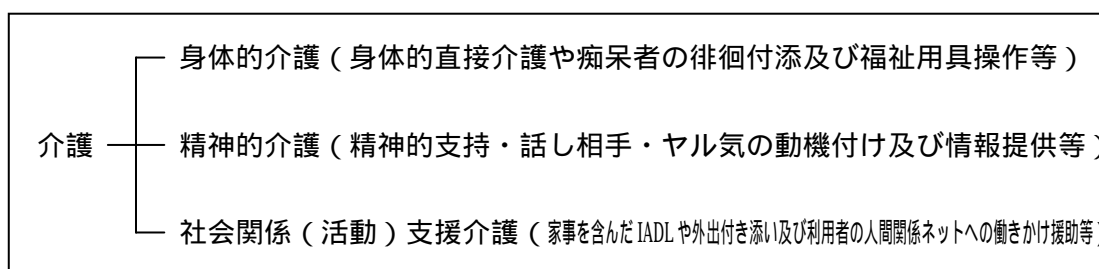 身体的介護(身体的直接介護や痴呆者の徘徊付添及び福祉用具操作等)
介護
精神的介護(精神的支持・話し相手・ヤル気の動機付け及び情報提供等)
社会関係(活動)支援介護(家事を含んだIADLや外出付き添い及び利用者の人間関係ネットへの働きかけ援助等)